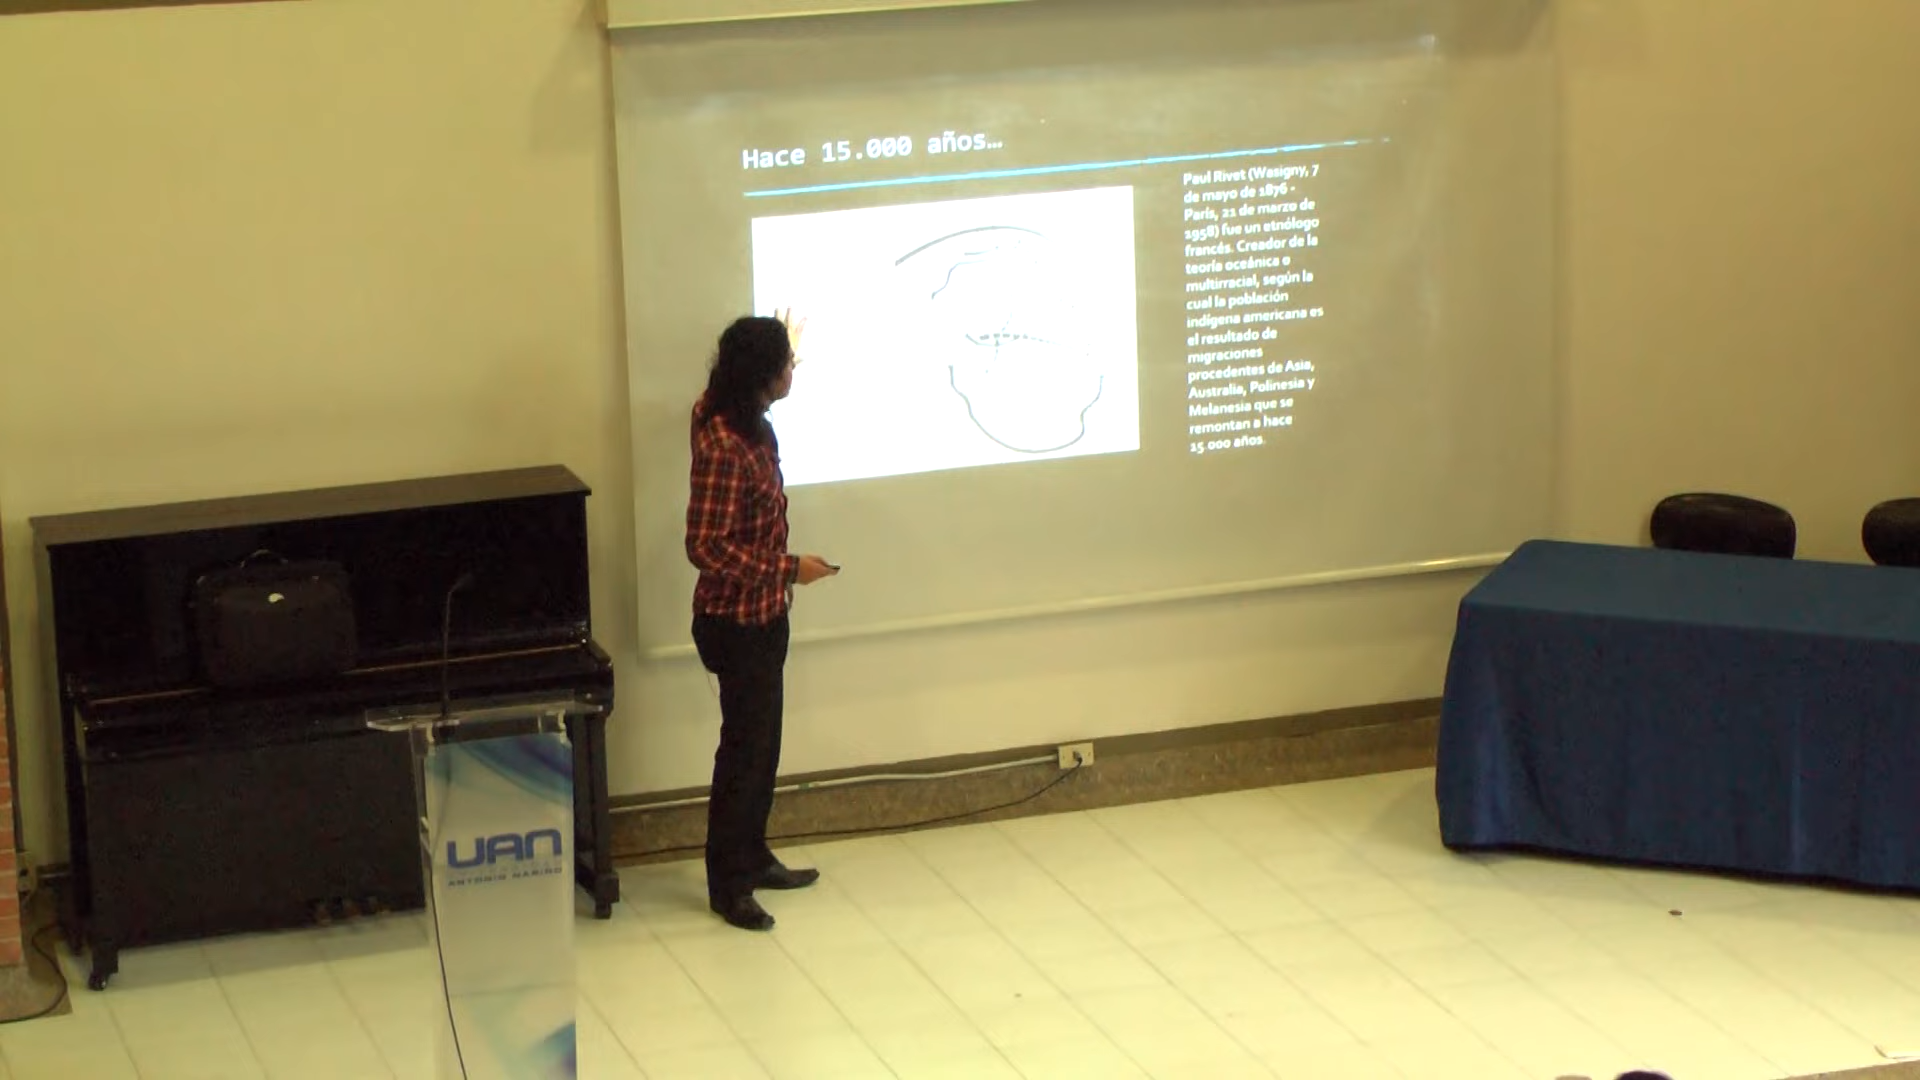 Hace 15.000 años…
Paul Rivet (Wasigny, 7
de mayo de 1876 -
París, 21 de marzo de
1958) fue un etnólogo
francés. Creador de la
teoría oceánica o
multirracial, según la
cual la población
indígena americana es
el resultado de
migraciones
procedentes de Asia,
Australia, Polinesia y
Melanesia que se
remontan a hace
15.000 años.
UAN
ANTONIO NARIÑO